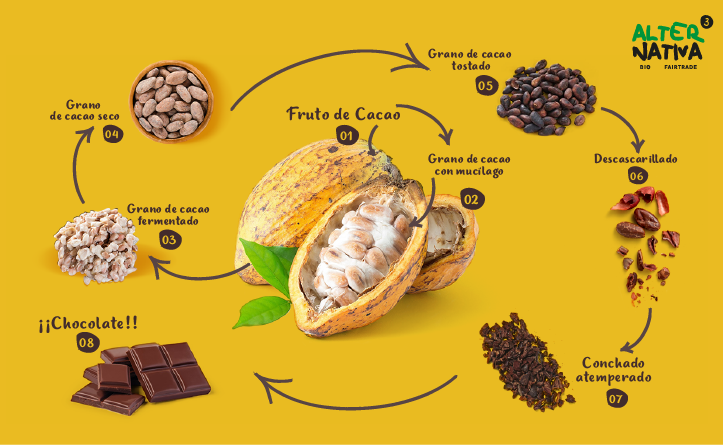 ALTER
NATIVA
3
BIO FAIRTRADE
Fruto de Cacao
01
Grano de cacao
con mucílago
02
Grano de cacao
fermentado
03
Grano
de cacao seco
04
Grano de cacao
tostado
05
Descascarillado
06
Conchado
atemperado
07
¡¡Chocolate!!
08